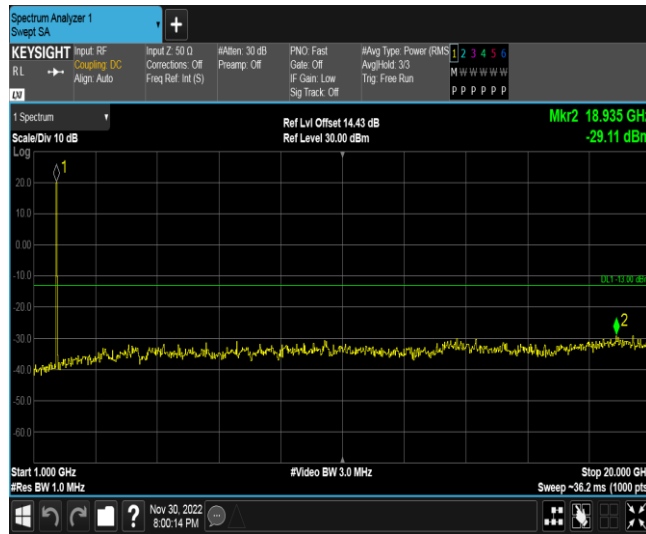 Spectrum Analyzer 1
Swept SA
+
KEYSIGHT
RL
LXI
Input: RF
Coupling: DC
Align: Auto
Input Z: 50 Ω
Corrections: Off
Freq Ref: Int (S)
#Atten: 30 dB
Preamp: Off
PNO: Fast
Gate: Off
IF Gain: Low
Sig Track: Off
#Avg Type: Power (RMS
Avg|Hold: 3/3
Trig: Free Run
1 2 3 4 5 6
M W W W W W
P P P P P P
1 Spectrum
Scale/Div 10 dB
Log
Ref Lvl Offset 14.43 dB
Ref Level 30.00 dBm
Mkr2 18.935 GH
-29.11 dBm
1
20.0
10.0
0.00
-10.0
DL1 -13.00 dBm
-20.0
2
-30.0
-40.0
-50.0
-60.0
Start 1.000 GHz
#Res BW 1.0 MHz
#Video BW 3.0 MHz
Stop 20.000 GH
Sweep ~36.2 ms (1000 pts
?
Nov 30, 2022
8:00:14 PM